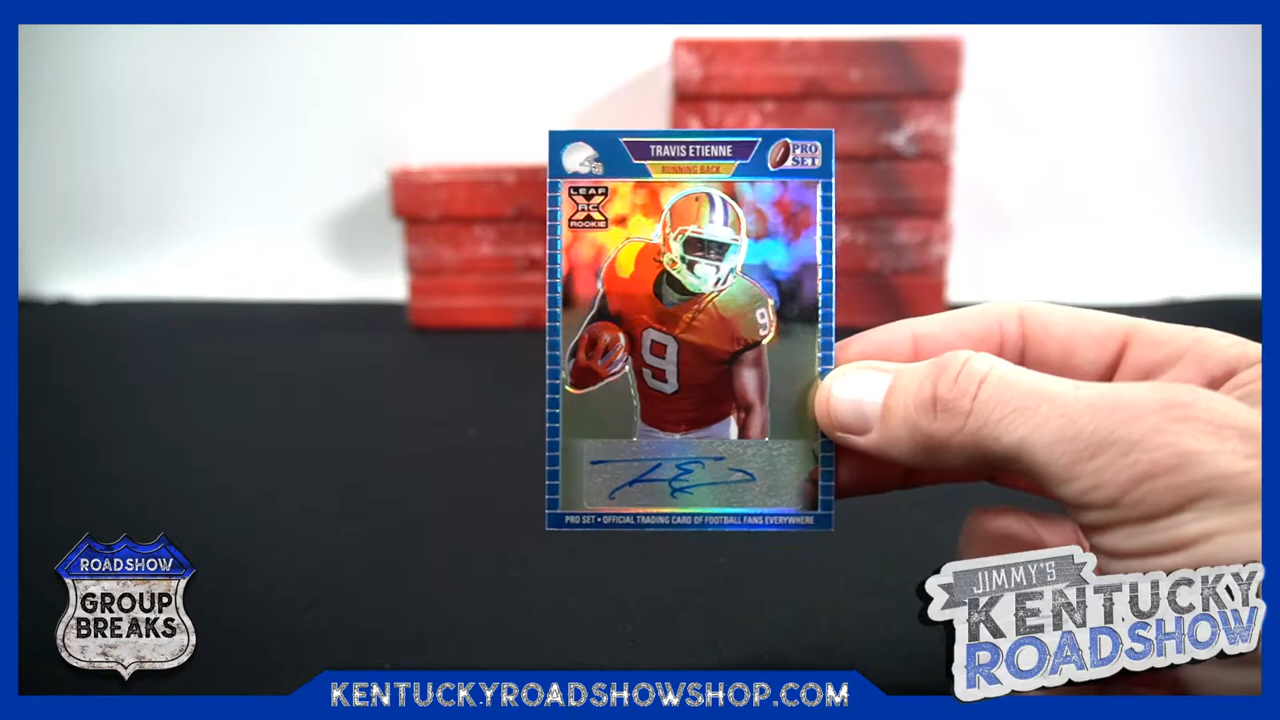 TRAVIS ETIENNE
RUNNING BACK
PRO
SET
LEAF
RC
ROOKIE
9
9
PRO SET • OFFICIAL TRADING CARD OF FOOTBALL FANS EVERYWHERE
ROADSHOW
GROUP
BREAKS
JIMMY'S
KENTUCKY
ROADSHOW
KENTUCKYROADSHOWSHOP.COM